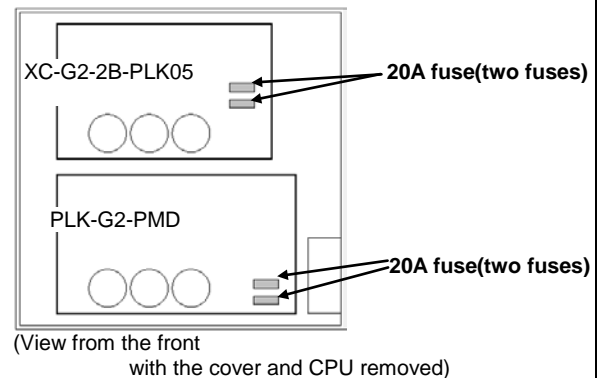 XC-G2-2B-PLK05
20A fuse(two fuses)
PLK-G2-PMD
20A fuse(two fuses)
(View from the front
with the cover and CPU removed)